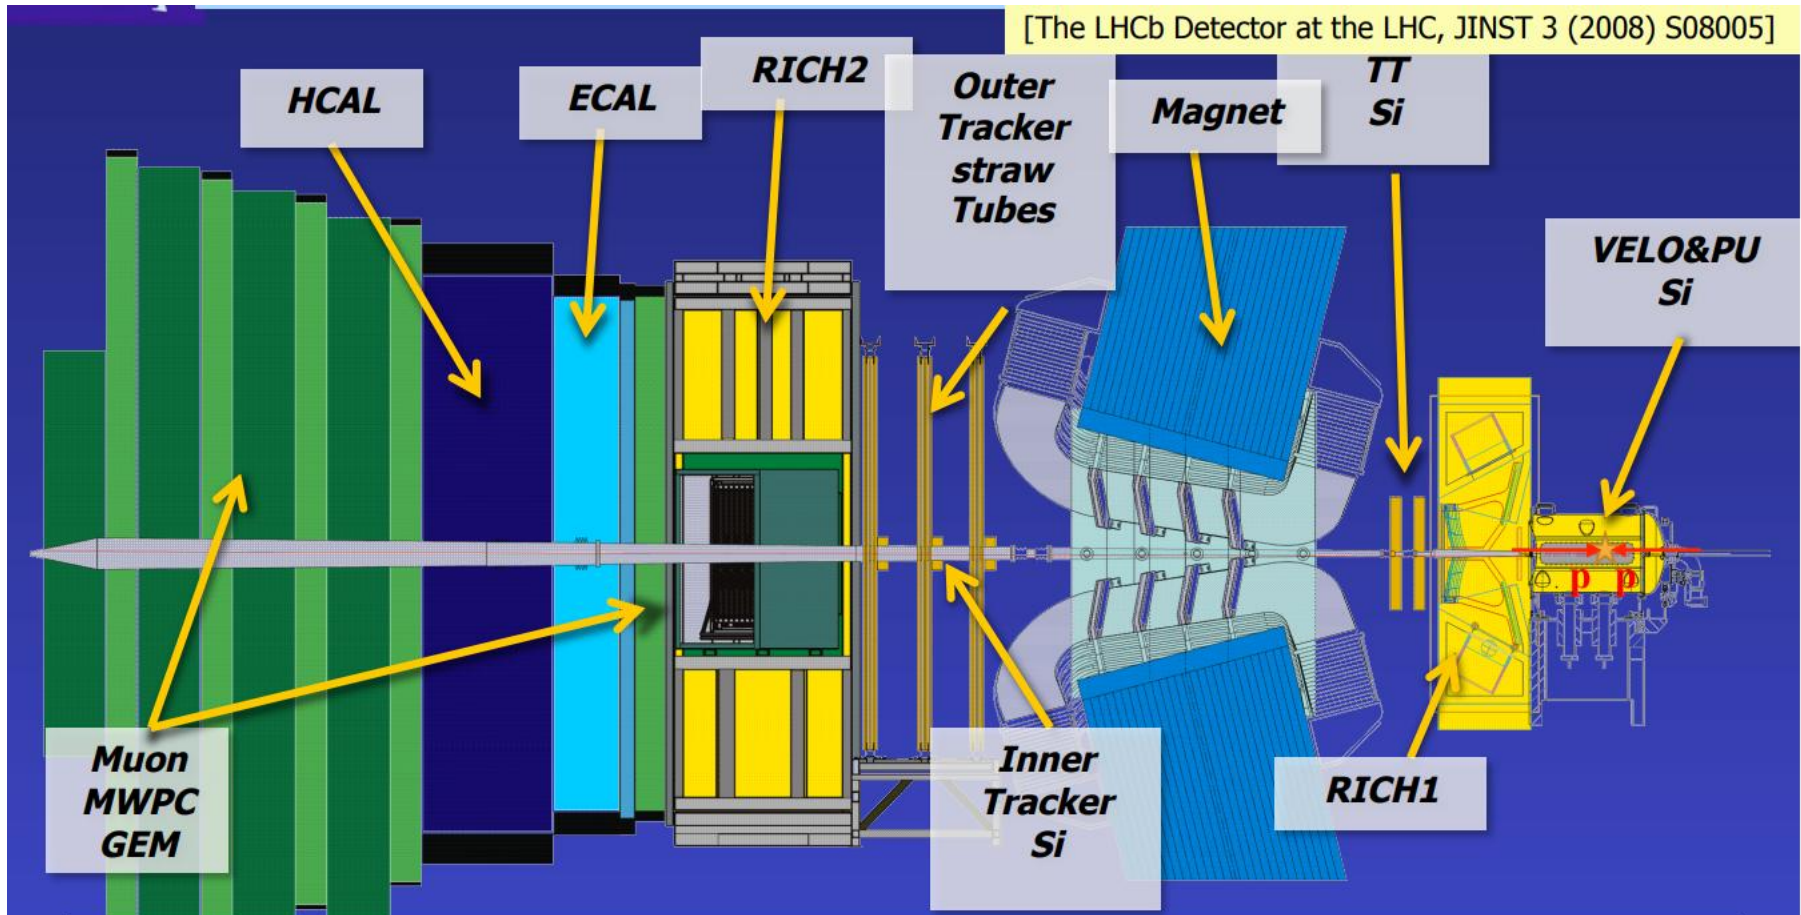 [The LHCb Detector at the LHC, JINST 3 (2008) S08005]
HCAL
ECAL
RICH2
Outer
Tracker
straw
Tubes
Magnet
TT
Si
VELO&PU
Si
p p
Muon
MWPC
GEM
Inner
Tracker
Si
RICH1